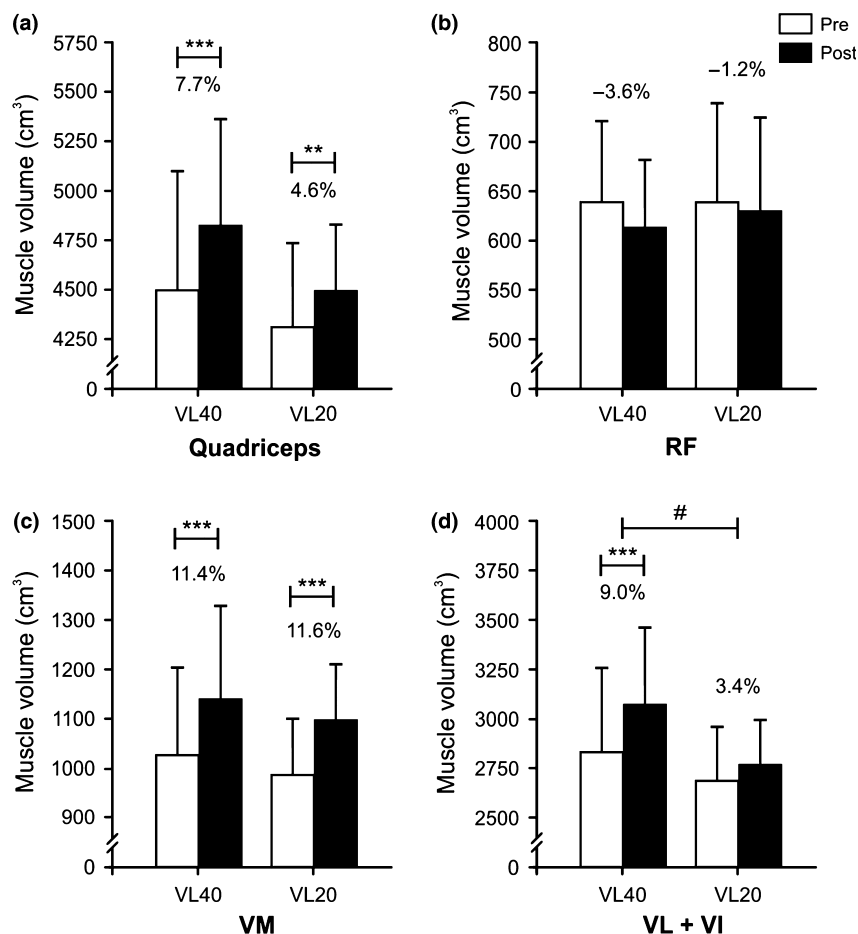 (a)
5750
5500
5250
5000
4750
4500
4250
0
Muscle volume (cm³)
***
7.7%
**
4.6%
VL40
VL20
Quadriceps
(b)
Pre
Post
800
750
700
650
600
550
500
0
Muscle volume (cm³)
–3.6%
–1.2%
VL40
VL20
RF
(c)
1500
1400
1300
1200
1100
1000
900
0
Muscle volume (cm³)
***
11.4%
***
11.6%
VL40
VL20
VM
(d)
4000
3750
3500
3250
3000
2750
2500
0
Muscle volume (cm³)
#
***
9.0%
3.4%
VL40
VL20
VL + VI